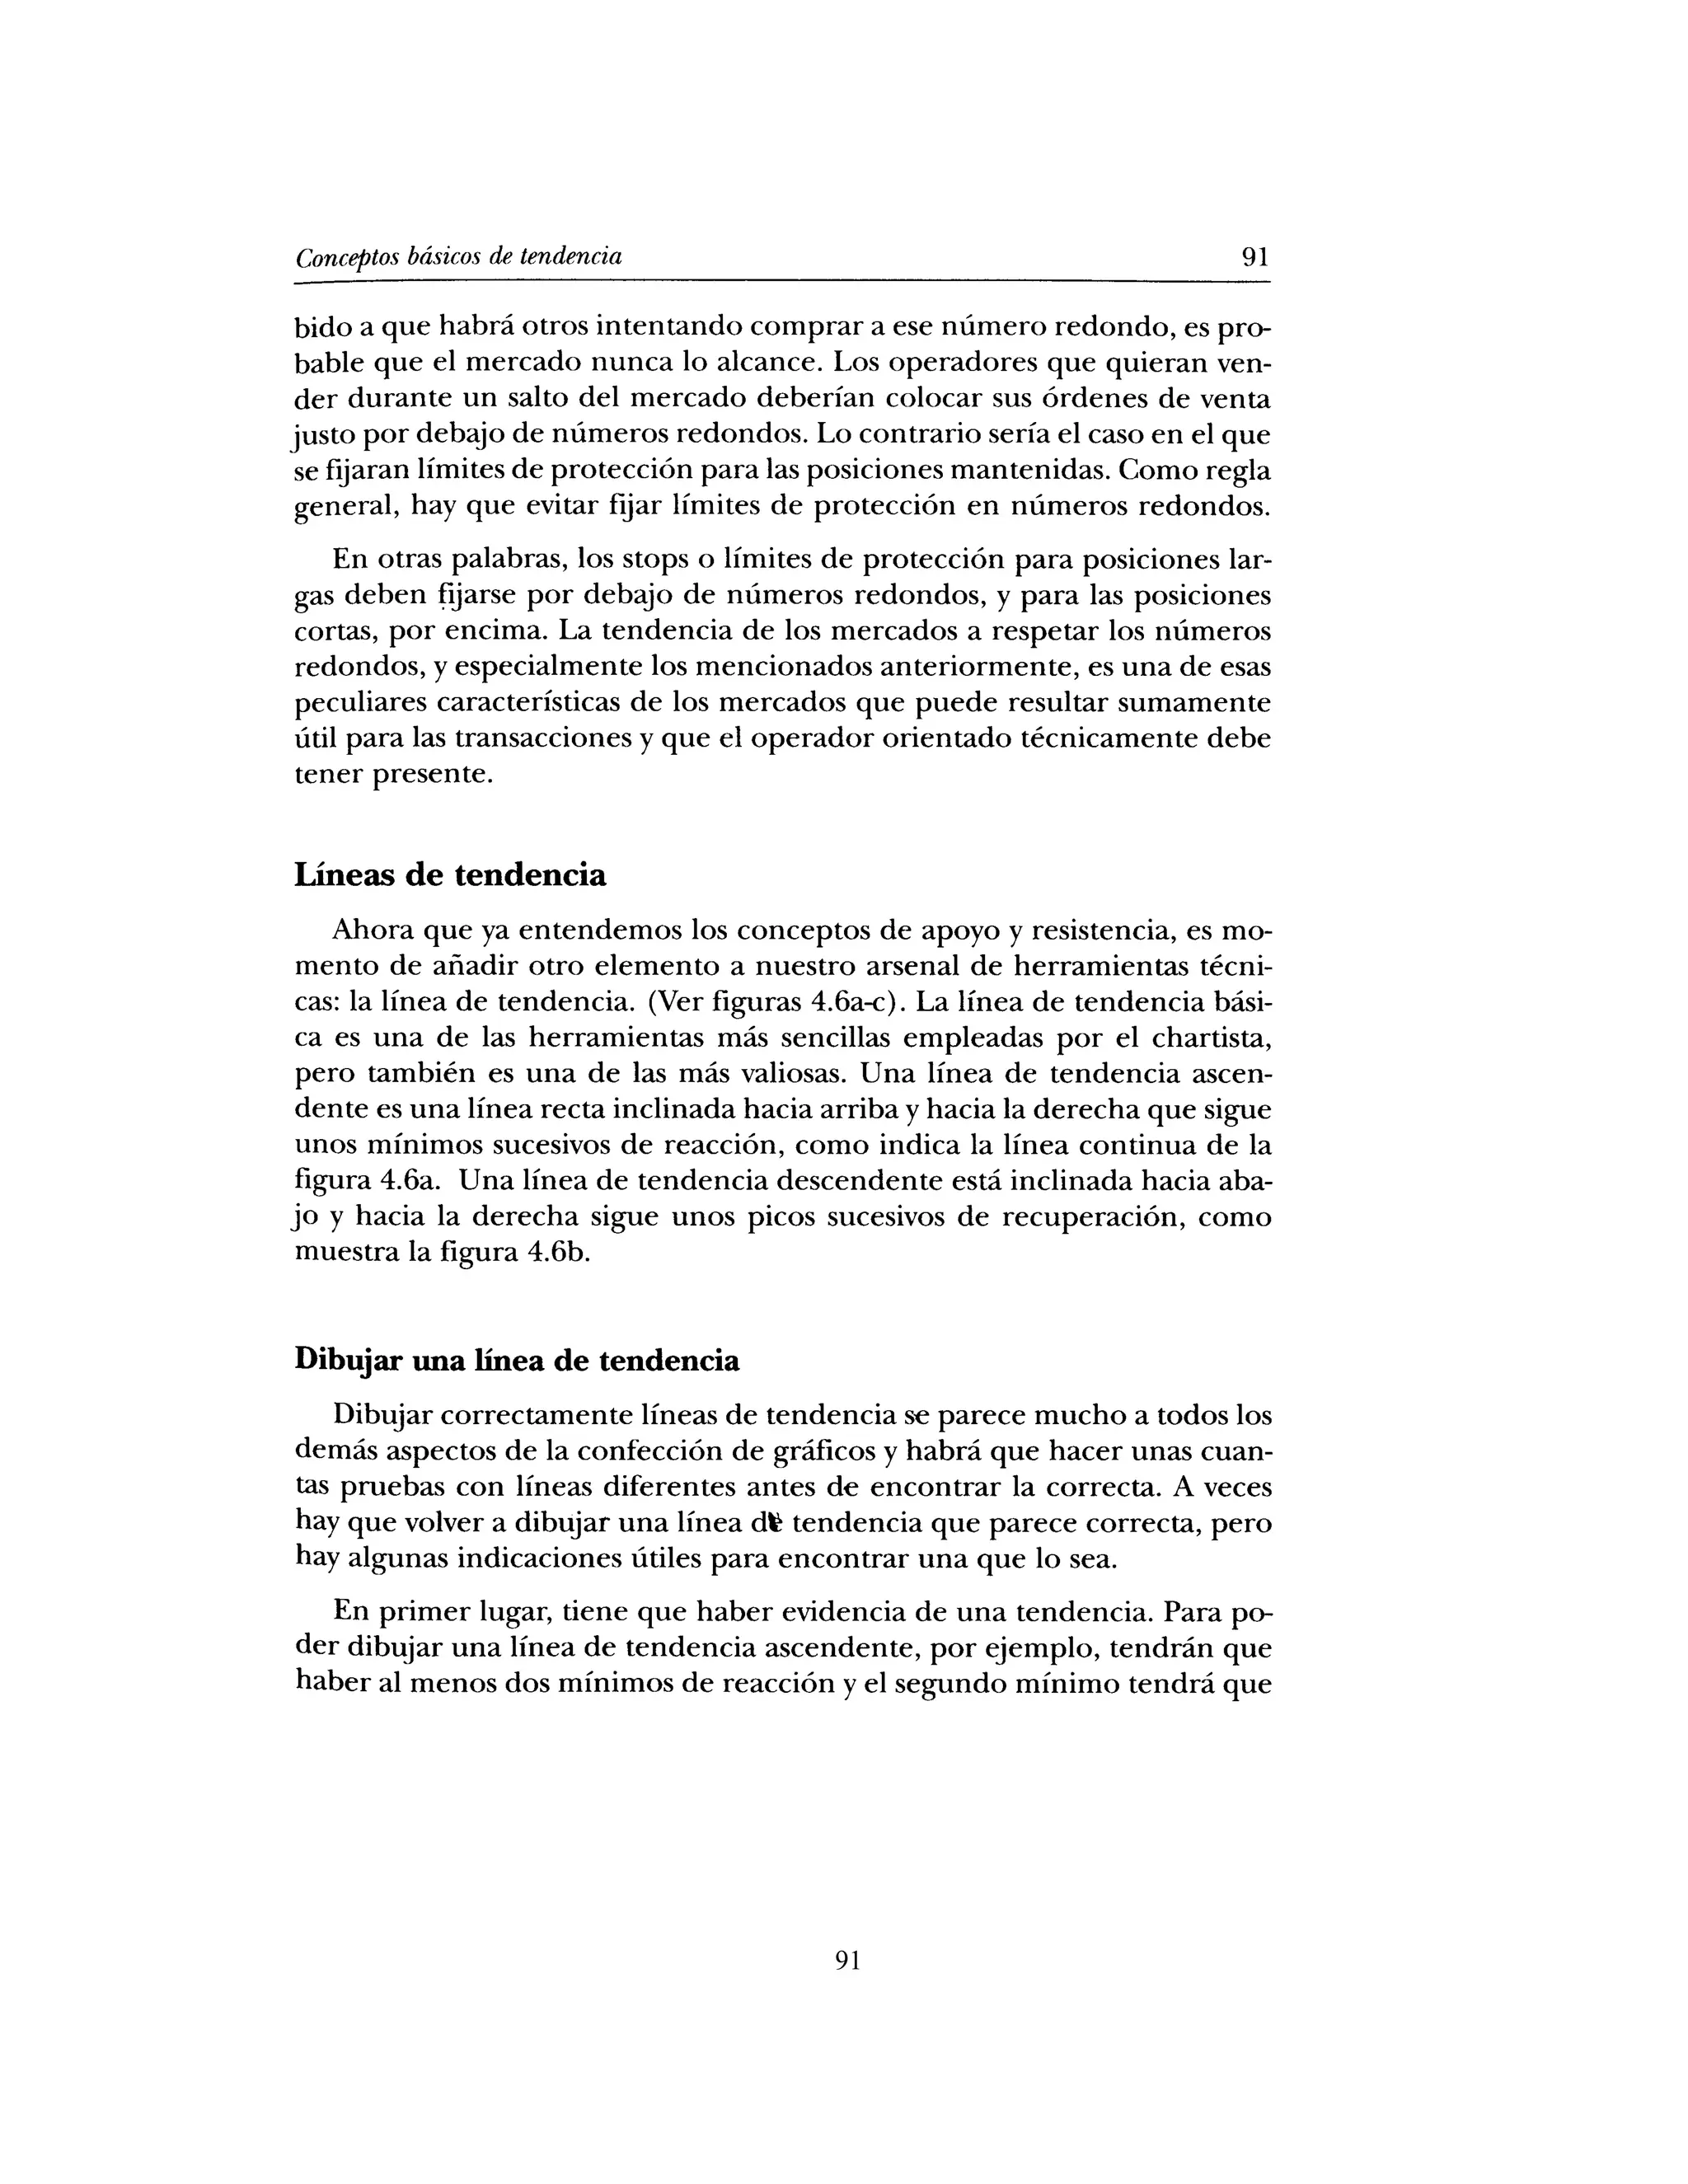 Conceptos básicos de tendencia 91
bido a que habrá otros intentando comprar a ese número redondo, es pro-
bable que el mercado nunca lo alcance. Los operadores que quieran ven-
der durante un salto del mercado deberían colocar sus órdenes de venta
justo por debajo de números redondos. Lo contrario sería el caso en el que
se fijaran límites de protección para las posiciones mantenidas. Como regla
general, hay que evitar fijar límites de protección en números redondos.
En otras palabras, los stops o límites de protección para posiciones lar-
gas deben fijarse por debajo de números redondos, y para las posiciones
cortas, por encima. La tendencia de los mercados a respetar los números
redondos, y especialmente los mencionados anteriormente, es una de esas
peculiares características de los mercados que puede resultar sumamente
útil para las transacciones y que el operador orientado técnicamente debe
tener presente.
Líneas de tendencia
Ahora que ya entendemos los conceptos de apoyo y resistencia, es mo-
mento de añadir otro elemento a nuestro arsenal de herramientas técni-
cas: la línea de tendencia. (Ver figuras 4.6a-c). La línea de tendencia bási-
ca es una de las herramientas más sencillas empleadas por el chartista,
pero también es una de las más valiosas. Una línea de tendencia ascen-
dente es una línea recta inclinada hacia arriba y hacia la derecha que sigue
unos mínimos sucesivos de reacción, como indica la línea continua de la
figura 4.6a. Una línea de tendencia descendente está inclinada hacia aba-
jo y hacia la derecha sigue unos picos sucesivos de recuperación, como
muestra la figura 4.6b.
Dibujar una línea de tendencia
Dibujar correctamente líneas de tendencia se parece mucho a todos los
demás aspectos de la confección de gráficos y habrá que hacer unas cuan-
tas pruebas con líneas diferentes antes de encontrar la correcta. A veces
hay que volver a dibujar una línea de tendencia que parece correcta, pero
hay algunas indicaciones útiles para encontrar una que lo sea.
En primer lugar, tiene que haber evidencia de una tendencia. Para po-
der dibujar una línea de tendencia ascendente, por ejemplo, tendrán que
haber al menos dos mínimos de reacción y el segundo mínimo tendrá que
91